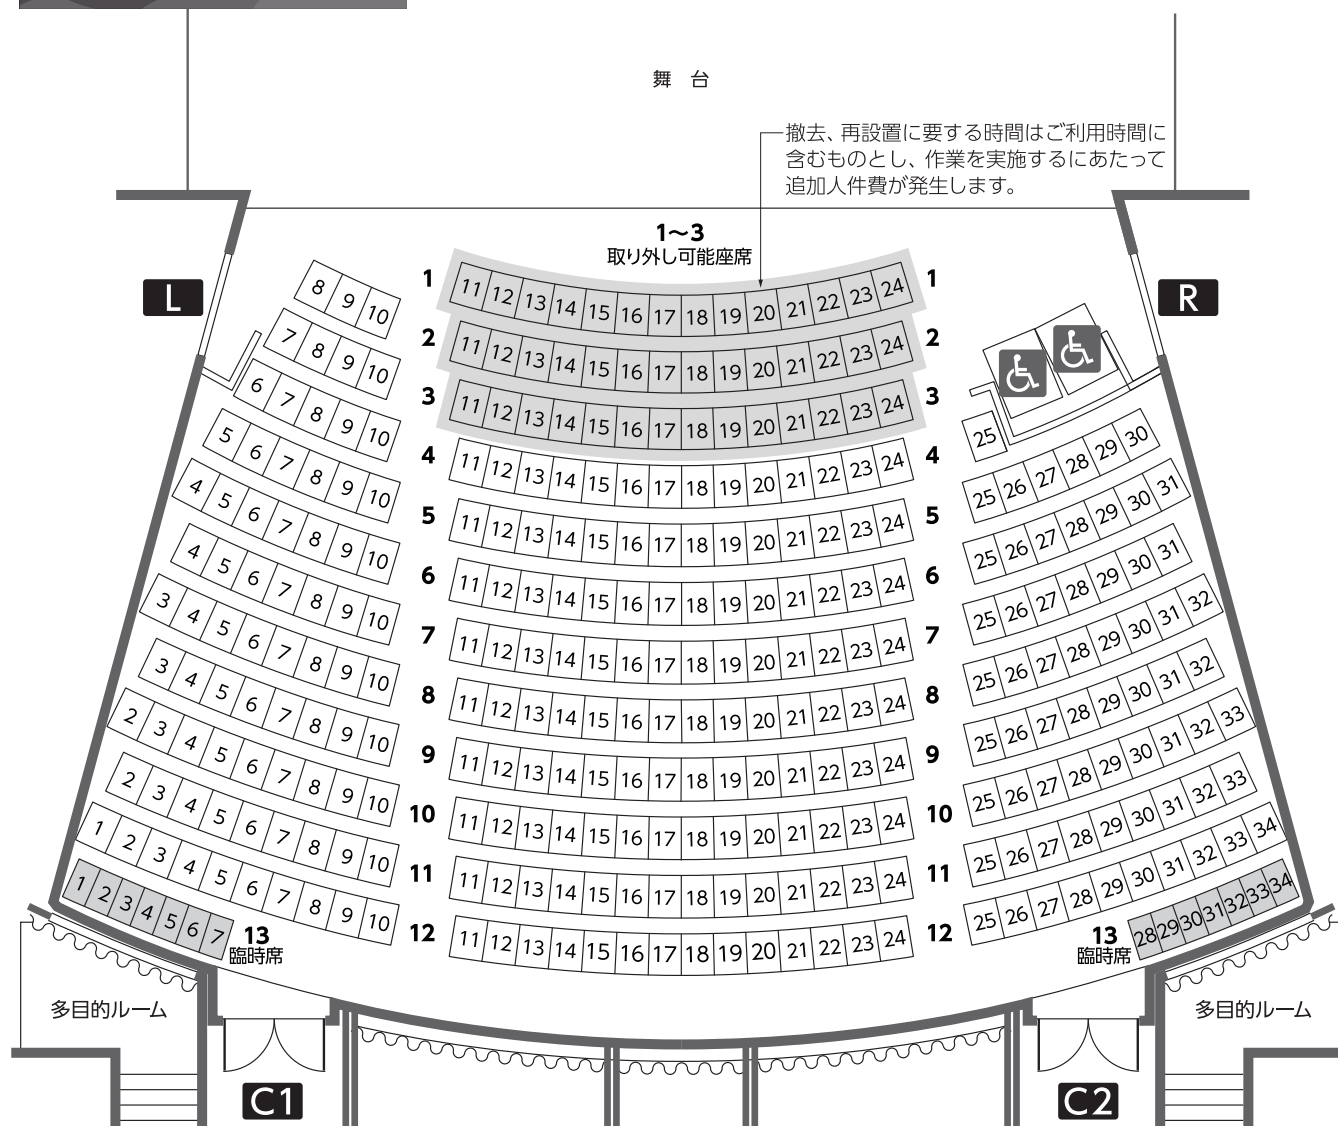 舞 台
撤去、再設置に要する時間はご利用時間に
含むものとし、作業を実施するにあたって
追加人件費が発生します。
1～3
取り外し可能座席
L
R
8 9 10
7 8 9 10
6 7 8 9 10
5 6 7 8 9 10
4 5 6 7 8 9 10
4 5 6 7 8 9 10
3 4 5 6 7 8 9 10
3 4 5 6 7 8 9 10
2 3 4 5 6 7 8 9 10
2 3 4 5 6 7 8 9 10
1 2 3 4 5 6 7 8 9 10
1 2 3 4 5 6 7
13
臨時席
1 11 12 13 14 15 16 17 18 19 20 21 22 23 24 1
2 11 12 13 14 15 16 17 18 19 20 21 22 23 24 2
3 11 12 13 14 15 16 17 18 19 20 21 22 23 24 3
4 11 12 13 14 15 16 17 18 19 20 21 22 23 24 4
5 11 12 13 14 15 16 17 18 19 20 21 22 23 24 5
6 11 12 13 14 15 16 17 18 19 20 21 22 23 24 6
7 11 12 13 14 15 16 17 18 19 20 21 22 23 24 7
8 11 12 13 14 15 16 17 18 19 20 21 22 23 24 8
9 11 12 13 14 15 16 17 18 19 20 21 22 23 24 9
10 11 12 13 14 15 16 17 18 19 20 21 22 23 24 10
11 11 12 13 14 15 16 17 18 19 20 21 22 23 24 11
12 11 12 13 14 15 16 17 18 19 20 21 22 23 24 12
25
25 26 27 28 29 30
25 26 27 28 29 30 31
25 26 27 28 29 30 31
25 26 27 28 29 30 31 32
25 26 27 28 29 30 31 32
25 26 27 28 29 30 31 32 33
25 26 27 28 29 30 31 32 33
25 26 27 28 29 30 31 32 33 34
13
臨時席
28 29 30 31 32 33 34
多目的ルーム
多目的ルーム
C1
C2